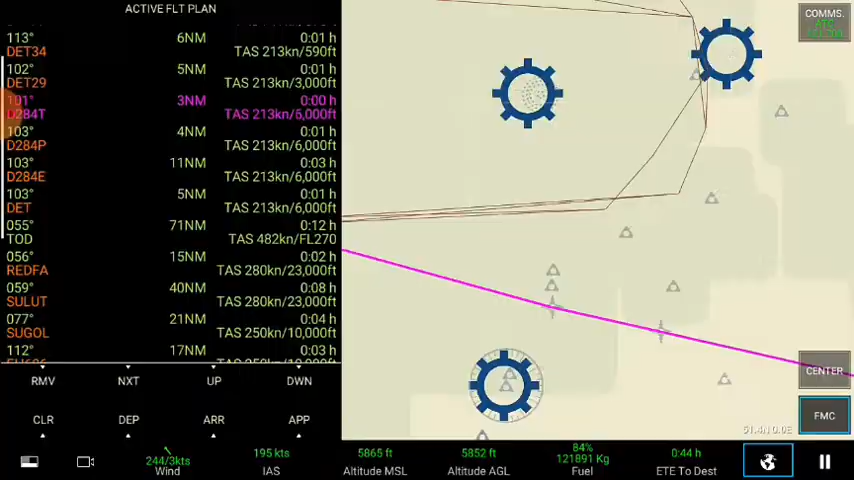 ACTIVE FLT PLAN
113° 6NM 0:01 h
DET34 TAS 213kn/590ft
102° 5NM 0:01 h
DET29 TAS 213kn/3,000ft
101° 3NM 0:00 h
D284T TAS 213kn/6,000ft
103° 4NM 0:01 h
D284P TAS 213kn/6,000ft
103° 11NM 0:03 h
D284E TAS 213kn/6,000ft
103° 5NM 0:01 h
DET TAS 213kn/6,000ft
055° 71NM 0:12 h
TOD TAS 482kn/FL270
056° 15NM 0:02 h
REDFA TAS 280kn/23,000ft
059° 40NM 0:08 h
SULUT TAS 280kn/23,000ft
077° 21NM 0:04 h
SUGOL TAS 250kn/10,000ft
112° 17NM 0:03 h
RMV NXT UP DWN
CLR DEP ARR APP
COMMS.
CENTER
FMC
51.4N 0.0E
244/3kts
Wind
195 kts
IAS
5865 ft
Altitude MSL
5852 ft
Altitude AGL
84%
121891 Kg
Fuel
0:44 h
ETE To Dest